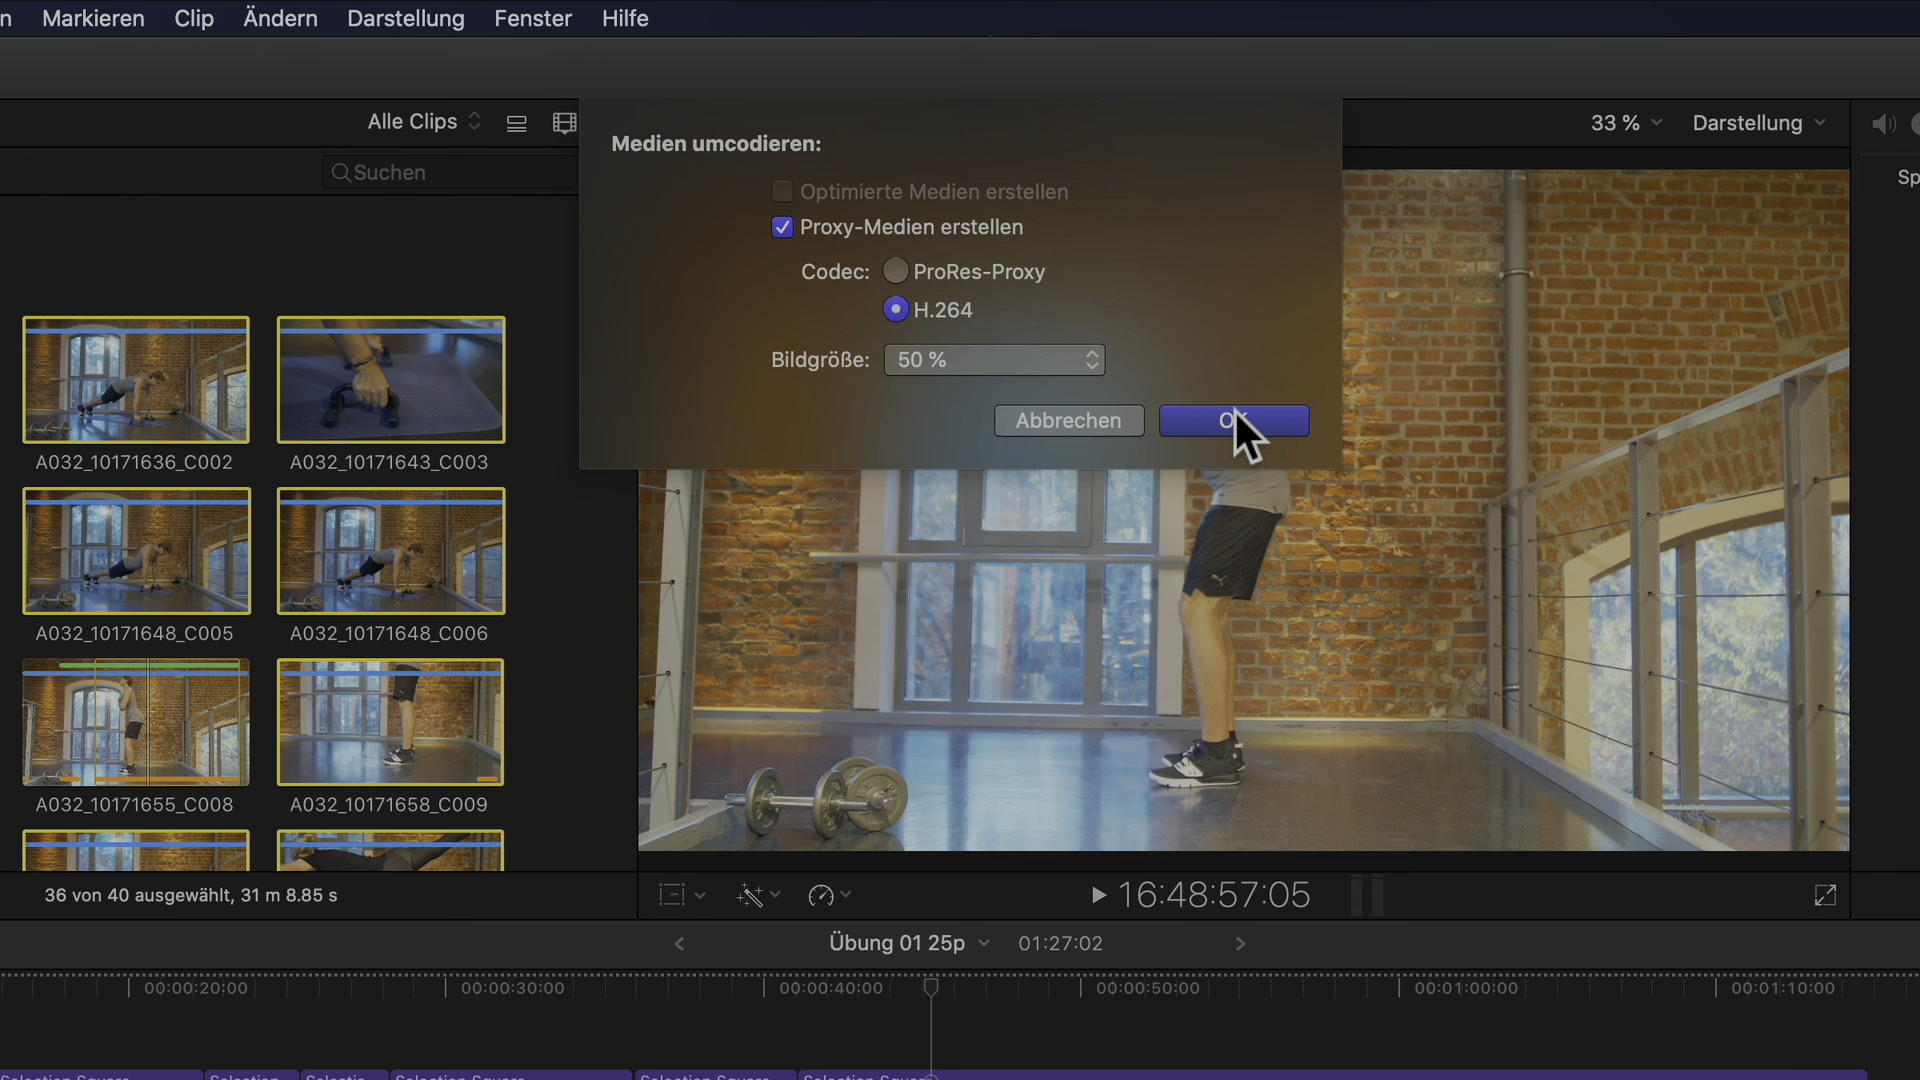 n Markieren Clip Ändern Darstellung Fenster Hilfe
Alle Clips
33 % Darstellung
Suchen
Sp
Medien umcodieren:
Optimierte Medien erstellen
Proxy-Medien erstellen
Codec: ProRes-Proxy
H.264
Bildgröße: 50 %
Abbrechen
A032_10171636_C002 A032_10171643_C003
A032_10171648_C005 A032_10171648_C006
A032_10171655_C008 A032_10171658_C009
36 von 40 ausgewählt, 31 m 8.85 s
16:48:57:05
Übung 01 25p 01:27:02
00:00:20:00 00:00:30:00 00:00:40:00 00:00:50:00 00:01:00:00 00:01:10:00